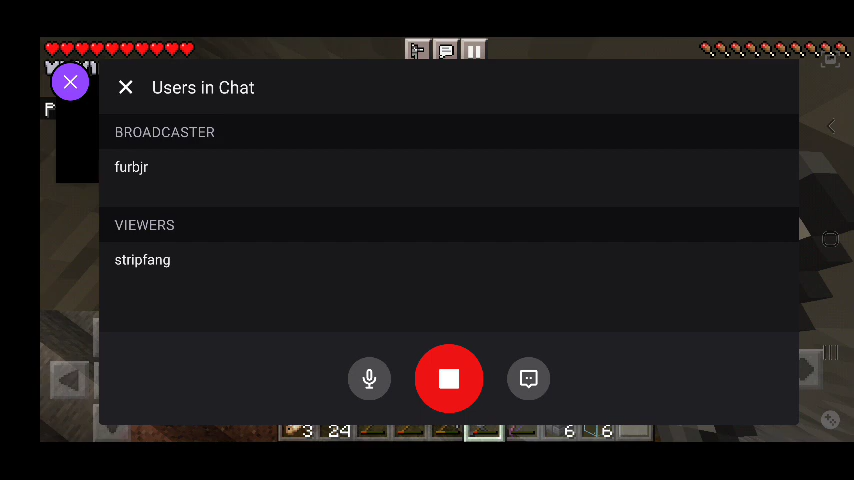 Users in Chat
BROADCASTER
furbjr
VIEWERS
stripfang
3
24
6
6